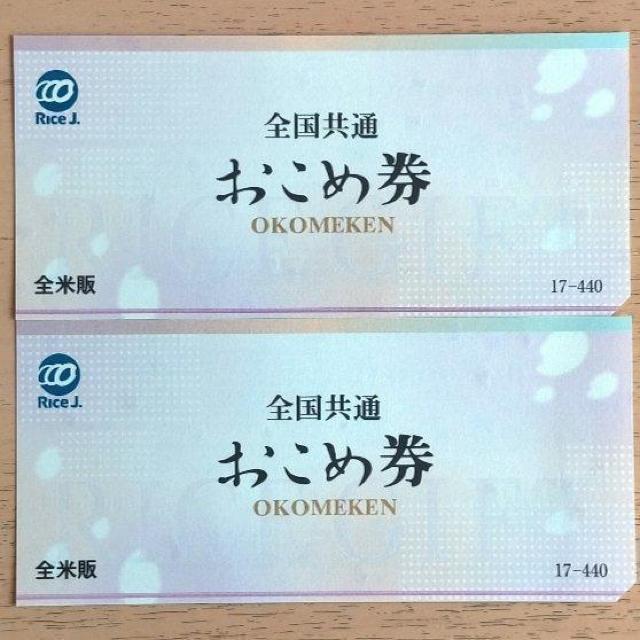 Rice J.
全国共通
おこめ券
OKOMEKEN
全米販
17-440
Rice J.
全国共通
おこめ券
OKOMEKEN
全米販
17-440